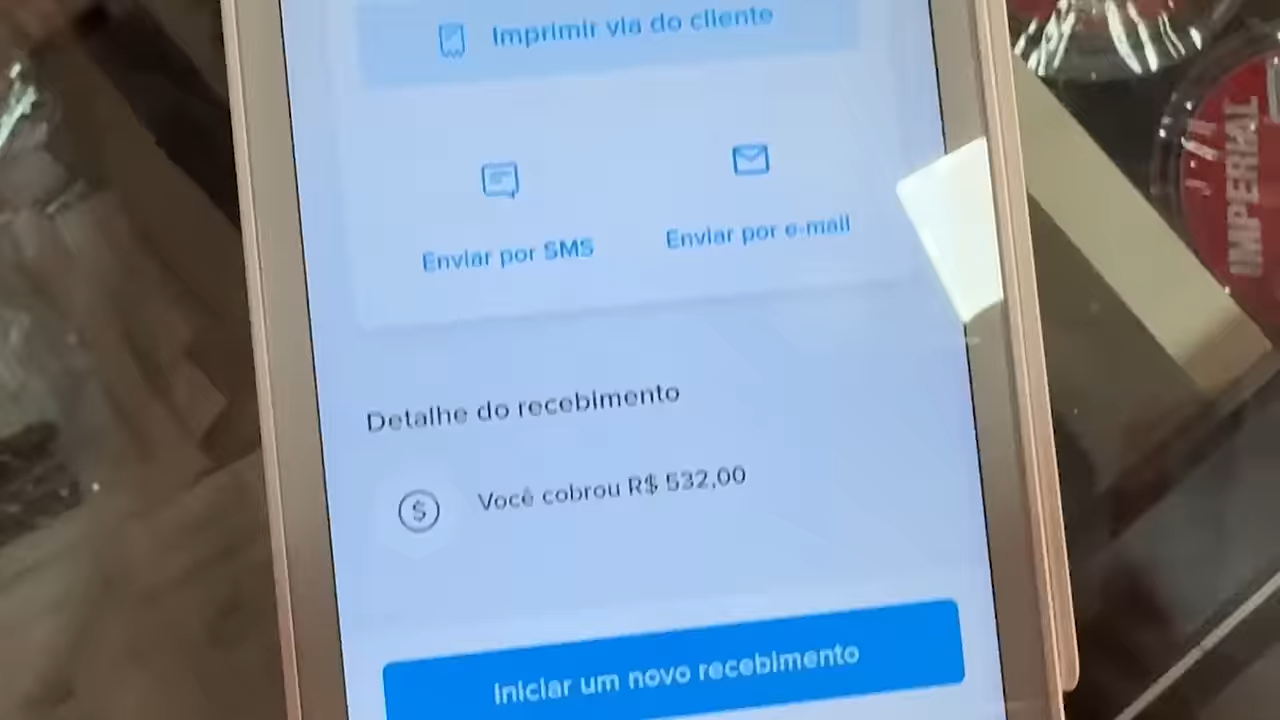 Imprimir via do cliente
Enviar por SMS
Enviar por e-mail
Detalhe do recebimento
$ Você cobrou R$ 532,00
Iniciar um novo recebimento
IMPERIAL